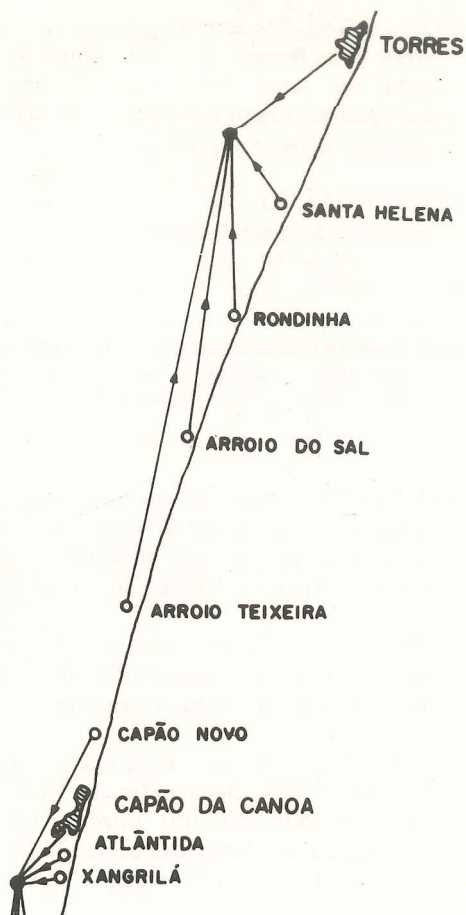 TORRES
SANTA HELENA
RONDINHA
ARROIO DO SAL
ARROIO TEIXEIRA
CAPÃO NOVO
CAPÃO DA CANOA
ATLÂNTIDA
XANGRILÁ